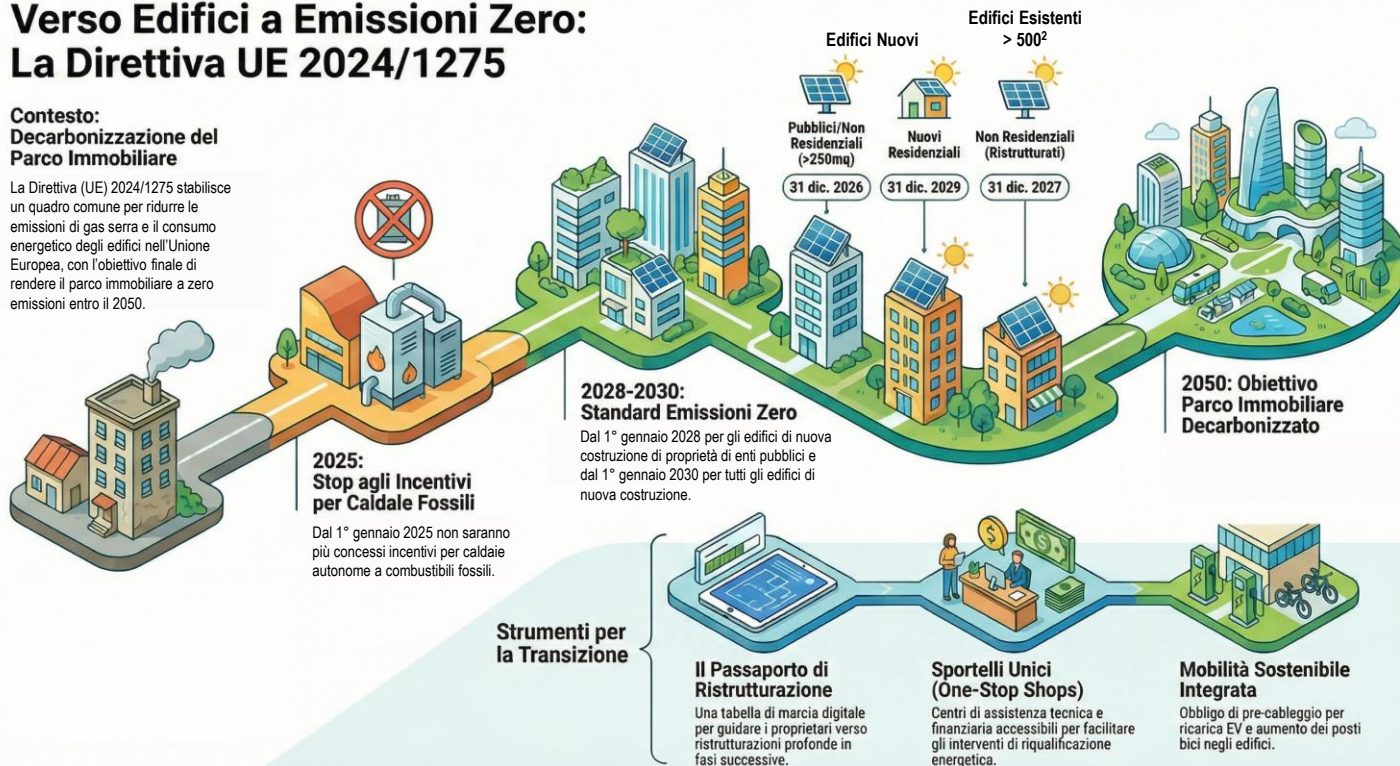 Verso Edifici a Emissioni Zero:
La Direttiva UE 2024/1275
Contesto:
Decarbonizzazione del
Parco Immobiliare
La Direttiva (UE) 2024/1275 stabilisce
un quadro comune per ridurre le
emissioni di gas serra e il consumo
energetico degli edifici nell'Unione
Europea, con l'obiettivo finale di
rendere il parco immobiliare a zero
emissioni entro il 2050.
Edifici Nuovi
Edifici Esistenti
> 500²
Pubblici/Non
Residenziali
(>250mq)
31 dic. 2026
Nuovi
Residenziali
31 dic. 2029
Non Residenziali
(Ristrutturati)
31 dic. 2027
2025:
Stop agli Incentivi
per Caldale Fossili
Dal 1° gennaio 2025 non saranno
più concessi incentivi per caldaie
autonome a combustibili fossili.
2028-2030:
Standard Emissioni Zero
Dal 1° gennaio 2028 per gli edifici di nuova
costruzione di proprietà di enti pubblici e
dal 1° gennaio 2030 per tutti gli edifici di
nuova costruzione.
2050: Obiettivo
Parco Immobiliare
Decarbonizzato
Strumenti per
la Transizione
Il Passaporto di
Ristrutturazione
Una tabella di marcia digitale
per guidare i proprietari verso
ristrutturazioni profonde in
fasi successive.
Sportelli Unici
(One-Stop Shops)
Centri di assistenza tecnica e
finanziaria accessibili per facilitare
gli interventi di riqualificazione
energetica.
Mobilità Sostenibile
Integrata
Obbligo di pre-cableggio per
ricarica EV e aumento dei posti
bici negli edifici.